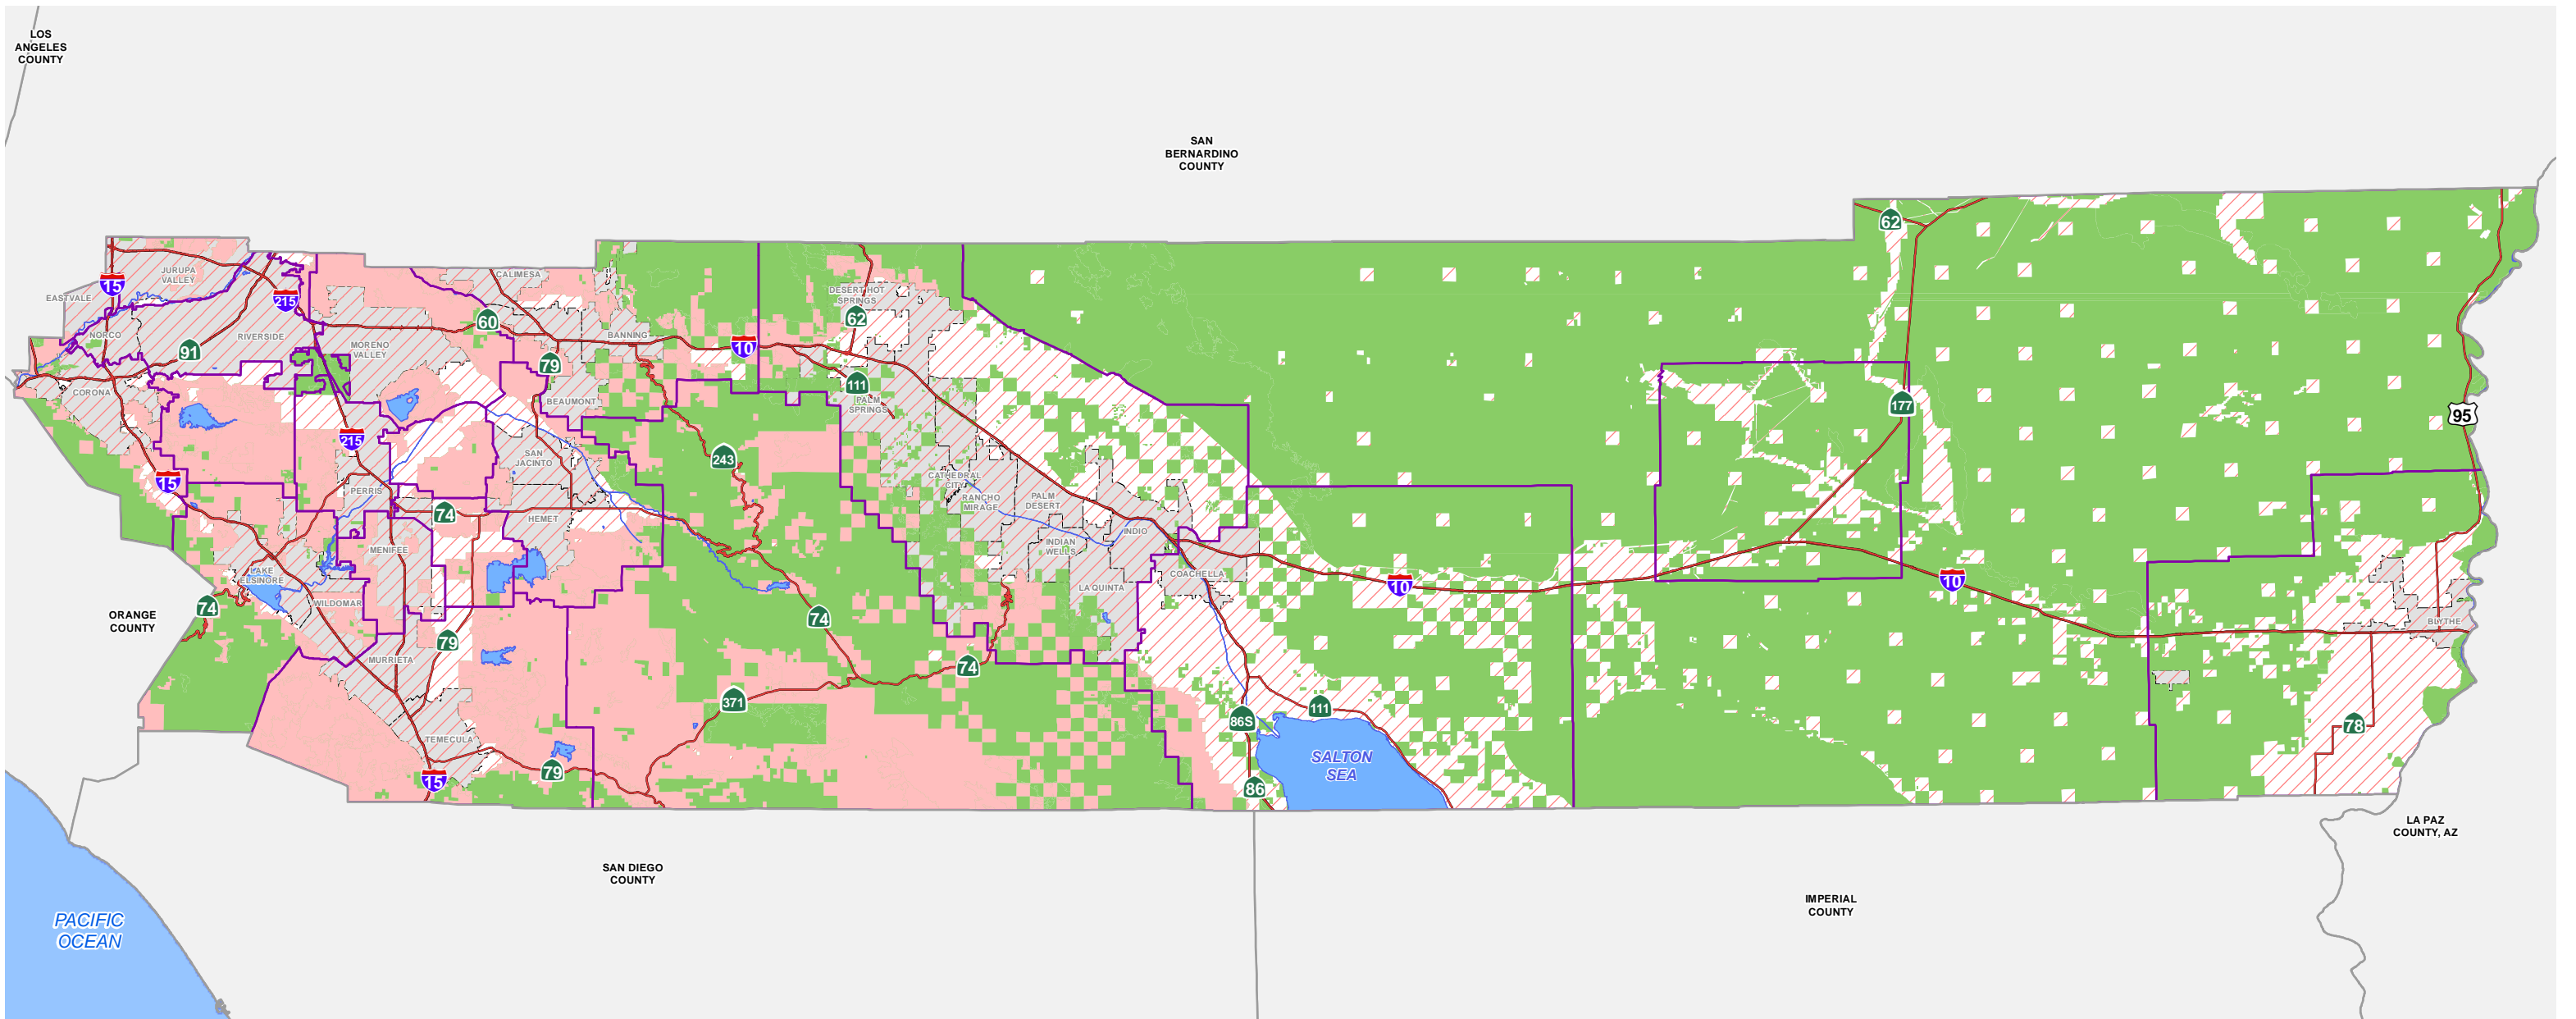 LOS
ANGELES
COUNTY
SAN
BERNARDINO
COUNTY
62
JURUPA
VALLEY
CALIMESA
15
EASTVALE
215
DESERT HOT
SPRINGS
62
60
NORCO
RIVERSIDE
BANNING
91
MORENO
VALLEY
10
79
111
CORONA
BEAUMONT
PALM
SPRINGS
177
95
215
SAN
JACINTO
243
15
CATHEDRAL
CITY
PERRIS
RANCHO
MIRAGE
PALM
DESERT
74
HEMET
INDIO
MENIFEE
INDIAN
WELLS
LAKE
ELSINORE
COACHELLA
10
10
LA QUINTA
WILDOMAR
74
ORANGE
COUNTY
74
BLYTHE
79
MURRIETA
74
371
111
86S
78
TEMECULA
SALTON
SEA
79
15
86
LA PAZ
COUNTY, AZ
SAN DIEGO
COUNTY
IMPERIAL
COUNTY
PACIFIC
OCEAN